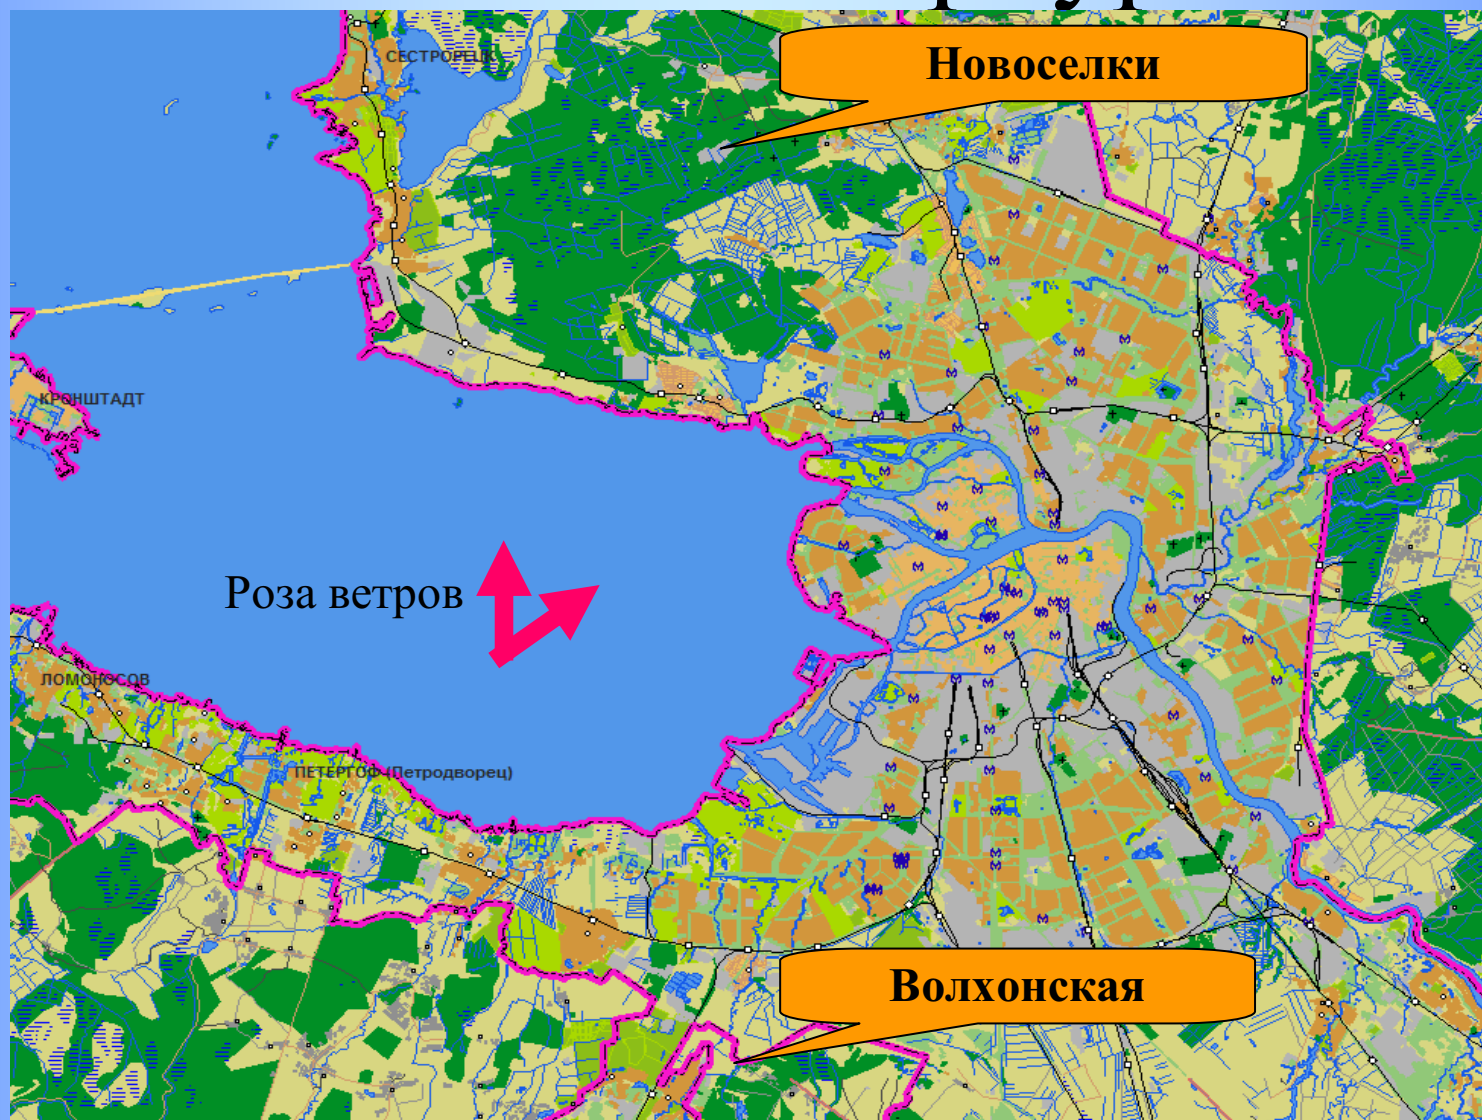 Новоселки
СЕСТРОРЕЦК
КРОНШТАДТ
Роза ветров
ЛОМОНОСОВ
ПЕТЕРГОФ (Петродворец)
Волхонская